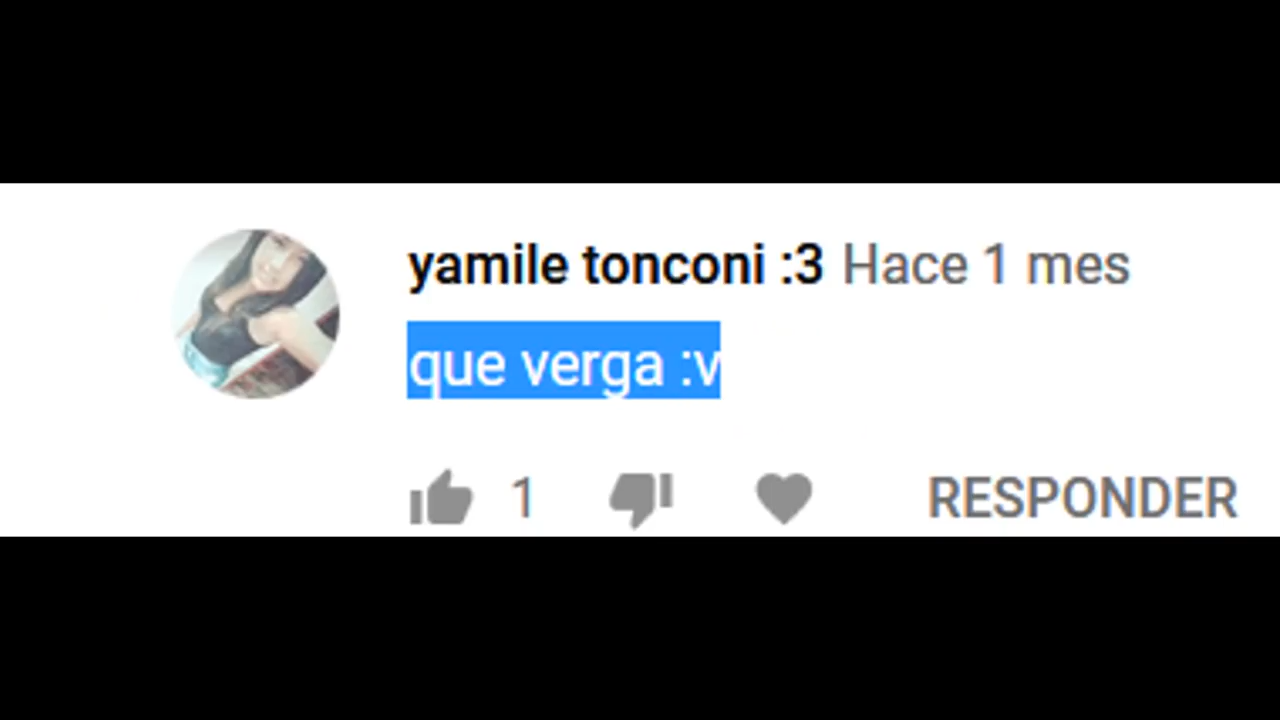 yamile tonconi :3 Hace 1 mes
que verga :v
1 RESPONDER